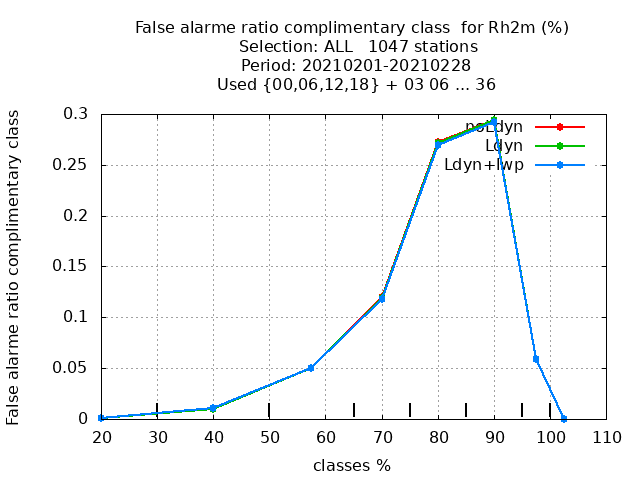 False alarme ratio complimentary class  for Rh2m (%)
Selection: ALL   1047 stations
Period: 20210201-20210228
Used {00,06,12,18} + 03 06 ... 36
False alarme ratio complimentary class
0.3
0.25
0.2
0.15
0.1
0.05
0
noLdyn
Ldyn
Ldyn+lwp
20 30 40 50 60 70 80 90 100 110
classes %